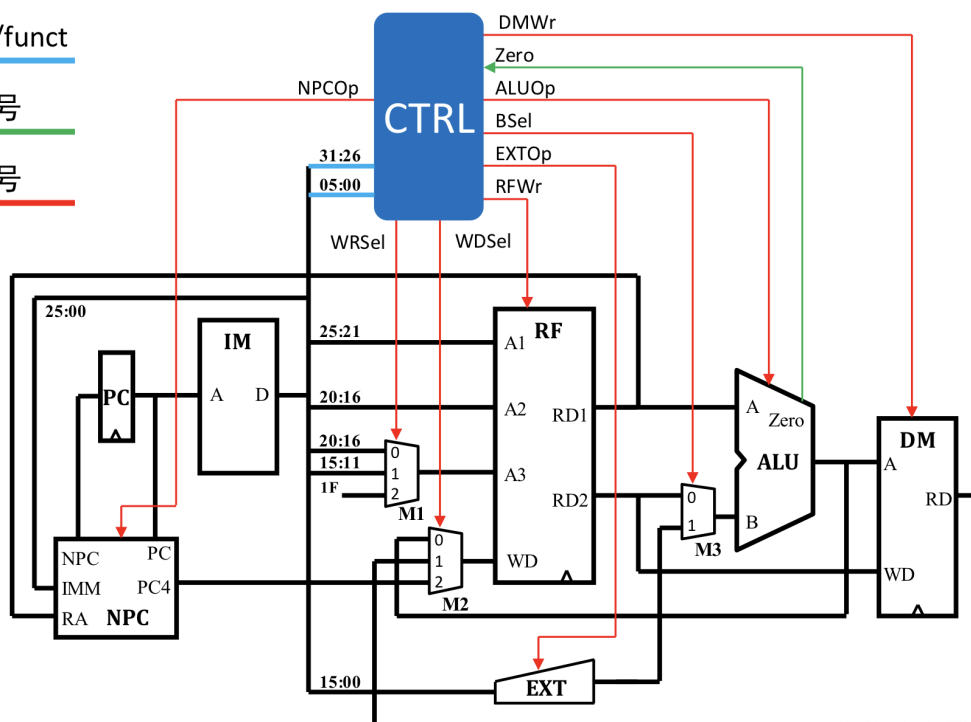 /funct
号
号
DMWr
Zero
NPCOp
ALUOp
CTRL
BSel
EXTOp
31:26
05:00
RFWr
WRSel
WDSel
25:00
IM
25:21
A1
RF
PC
A
D
20:16
A2
RD1
A
Zero
DM
20:16
0
15:11
1
A3
1F
2
M1
ALU
A
RD2
0
RD
1
B
M3
NPC
PC
0
1
WD
2
M2
IMM
PC4
WD
RA
NPC
15:00
EXT